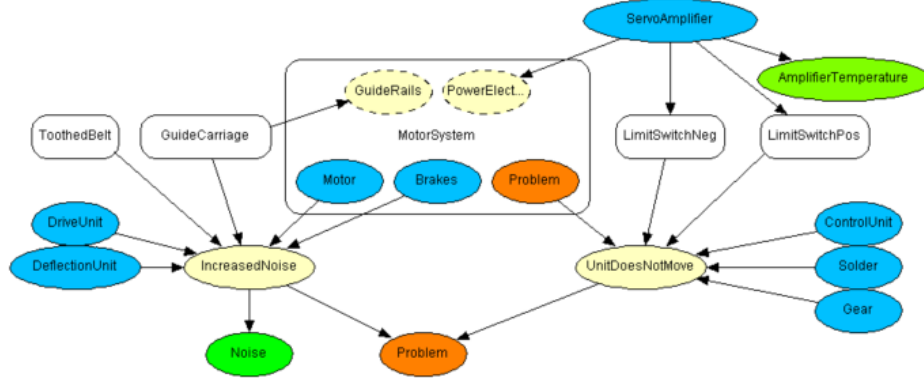 ServoAmplifier
GuideRails
PowerElect...
AmplifierTemperature
ToothedBelt
GuideCarriage
MotorSystem
LimitSwitchNeg
LimitSwitchPos
Motor
Brakes
Problem
DriveUnit
ControlUnit
DeflectionUnit
IncreasedNoise
UnitDoesNotMove
Solder
Gear
Noise
Problem